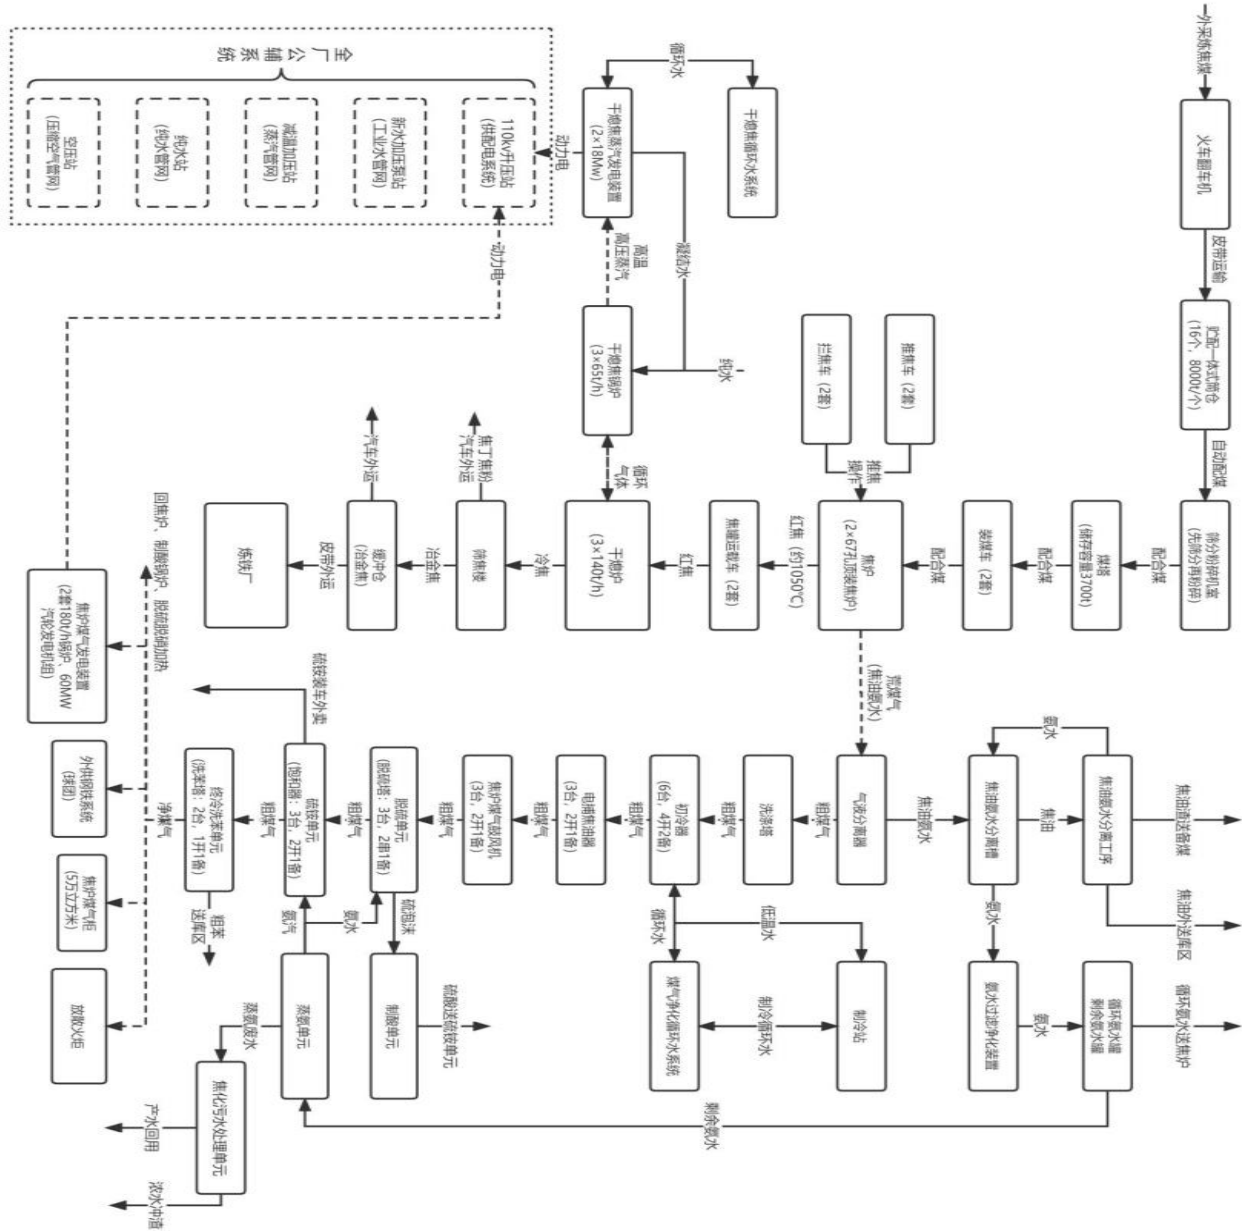 外采炼焦煤
火车翻车机
皮带运输
贮配一体式筒仓
(16个，8000t/个)
自动配煤
筛分粉碎机室
(先筛分再粉碎)
配合煤
煤塔
(储存容量3700t)
配合煤
装煤车（2套）
配合煤
推焦车（2套）
拦焦车（2套）
推焦
操作
焦炉
(2×67孔顶装焦炉)
红焦（约1050℃）
焦罐运载车（2套）
红焦
干熄炉
(3×140t/h)
冷焦
筛焦楼
焦丁焦粉
汽车外运
冶金焦
缓冲仓
(冶金焦)
汽车外运
皮带外运
炼铁厂
循环
气体
干熄焦锅炉
(3×65t/h)
纯水
凝结水
高温
高压蒸汽
干熄焦蒸汽发电装置
(2×18Mw)
循环水
干熄焦循环水系统
动力电
110kv升压站
(供配电系统)
新水加压泵站
(工业水管网)
减温加压站
(蒸汽管网)
纯水站
(纯水管网)
空压站
(压缩空气管网)
全厂公辅系统
动力电
荒煤气
(焦油氨水)
气液分离器
焦油氨水
焦油氨水分离槽
焦油
氨水
焦油氨水分离工序
焦油渣送备煤
焦油外送库区
氨水
氨水过滤净化装置
氨水
循环氨水罐
剩余氨水罐
循环氨水送焦炉
剩余氨水
粗煤气
洗涤塔
粗煤气
初冷器
(6台，4开2备)
低温水
循环水
制冷站
制冷循环水
煤气净化循环水系统
粗煤气
电捕焦油器
(3台，2开1备)
粗煤气
焦炉煤气鼓风机
(3台，2开1备)
粗煤气
脱硫单元
(脱硫塔：3台，2串1备)
硫泡沫
制酸单元
硫酸送硫铵单元
粗煤气
硫铵单元
(饱和器：3台，2开1备)
硫铵装车外卖
氨水
氨汽
蒸氨单元
蒸氨废水
焦化污水处理单元
产水回用
浓水冲渣
粗煤气
终冷洗苯单元
(洗苯塔：2台，1开1备)
粗苯
送库区
净煤气
回焦炉、制酸锅炉、脱硫脱硝加热
焦炉煤气发电装置
(2套180t/h锅炉、60MW
汽轮发电机组)
外供钢铁系统
(球团)
焦炉煤气柜
(5万立方米)
放散火炬